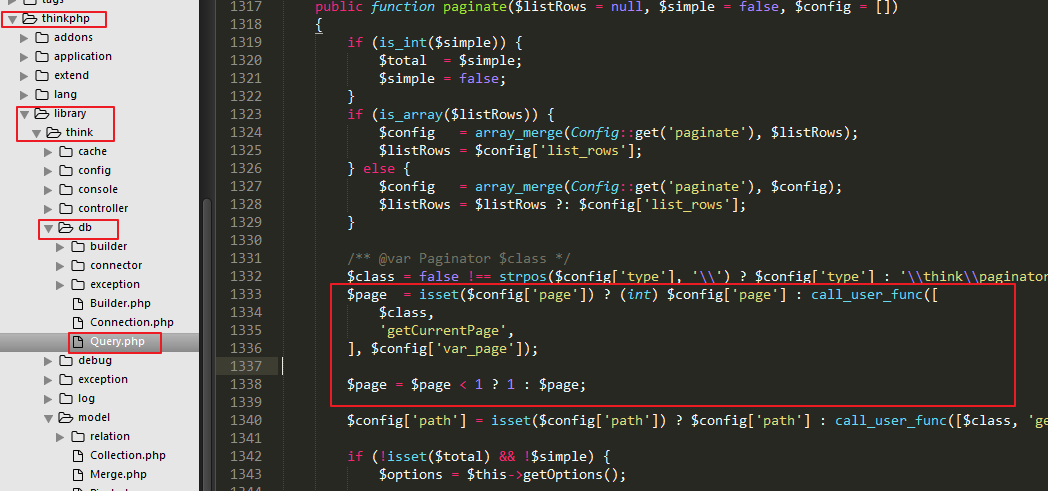 tags
thinkphp
addons
application
extend
lang
library
think
cache
config
console
controller
db
builder
connector
exception
Builder.php
Connection.php
Query.php
debug
exception
log
model
relation
Collection.php
Merge.php
1317 public function paginate($listRows = null, $simple = false, $config = [])
1318 {
1319 if (is_int($simple)) {
1320 $total  = $simple;
1321 $simple = false;
1322 }
1323 if (is_array($listRows)) {
1324 $config   = array_merge(Config::get('paginate'), $listRows);
1325 $listRows = $config['list_rows'];
1326 } else {
1327 $config   = array_merge(Config::get('paginate'), $config);
1328 $listRows = $listRows ?: $config['list_rows'];
1329 }
1330
1331 /** @var Paginator $class */
1332 $class = false !== strpos($config['type'], '\\') ? $config['type'] : '\\think\\paginator
1333 $page  = isset($config['page']) ? (int) $config['page'] : call_user_func([
1334 $class,
1335 'getCurrentPage',
1336 ], $config['var_page']);
1337
1338 $page = $page < 1 ? 1 : $page;
1339
1340 $config['path'] = isset($config['path']) ? $config['path'] : call_user_func([$class, 'ge
1341
1342 if (!isset($total) && !$simple) {
1343 $options = $this->getOptions();